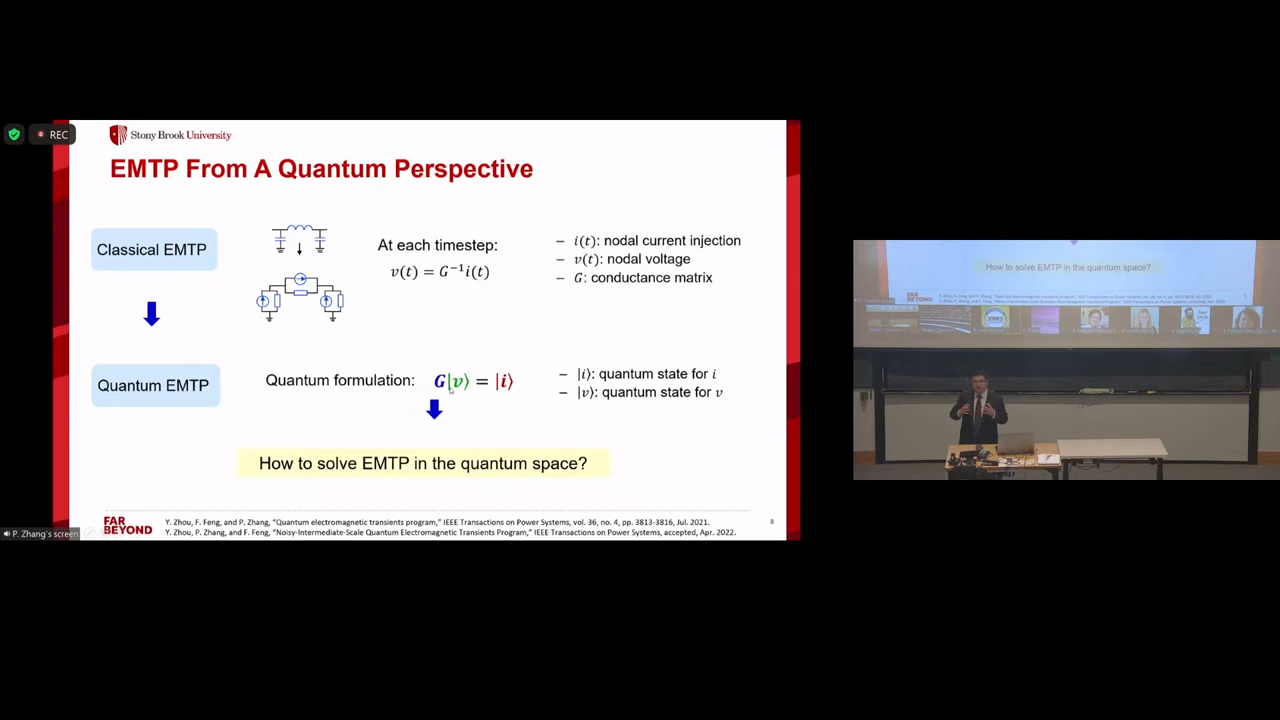 REC
Stony Brook University
EMTP From A Quantum Perspective
Classical EMTP
At each timestep:
v(t) = G⁻¹i(t)
– i(t): nodal current injection
– v(t): nodal voltage
– G: conductance matrix
Quantum EMTP
Quantum formulation: G|v⟩ = |i⟩
– |i⟩: quantum state for i
– |v⟩: quantum state for v
How to solve EMTP in the quantum space?
FAR BEYOND
Y. Zhou, F. Feng, and P. Zhang, "Quantum electromagnetic transients program," IEEE Transactions on Power Systems, vol. 36, no. 4, pp. 3813-3816, Jul. 2021.
Y. Zhou, P. Zhang, and F. Feng, "Noisy-Intermediate-Scale Quantum Electromagnetic Transients Program," IEEE Transactions on Power Systems, accepted, Apr. 2022.
8
P. Zhang's screen
How to solve EMTP in the quantum space?
FAR BEYOND